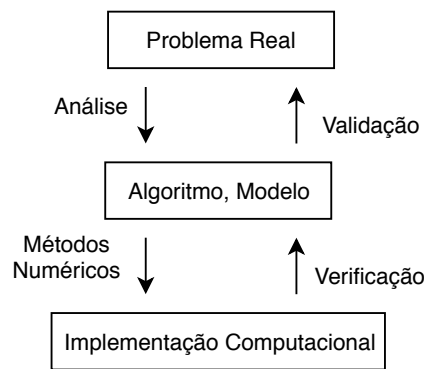 Problema Real
Análise
Validação
Algoritmo, Modelo
Métodos
Numéricos
Verificação
Implementação Computacional